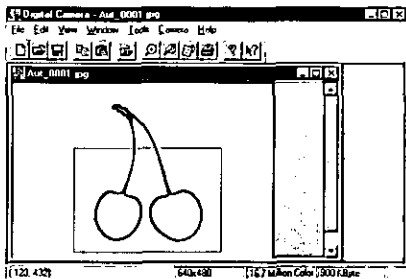 Digital Camera - Aut_0001 jpg
File Edit View Window Tools Camera Help
Aut_0001 jpg
(123, 432) 640x480 16.7 Million Color 900 KByte